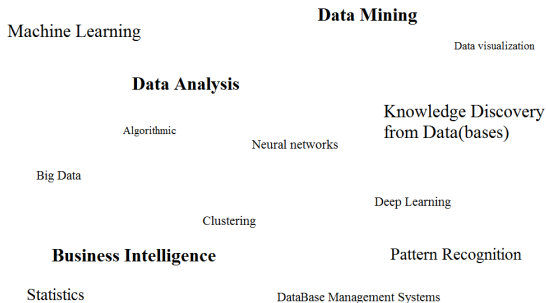 Data Mining
Machine Learning
Data visualization
Data Analysis
Knowledge Discovery
from Data(bases)
Algorithmic
Neural networks
Big Data
Deep Learning
Clustering
Business Intelligence
Pattern Recognition
Statistics
DataBase Management Systems